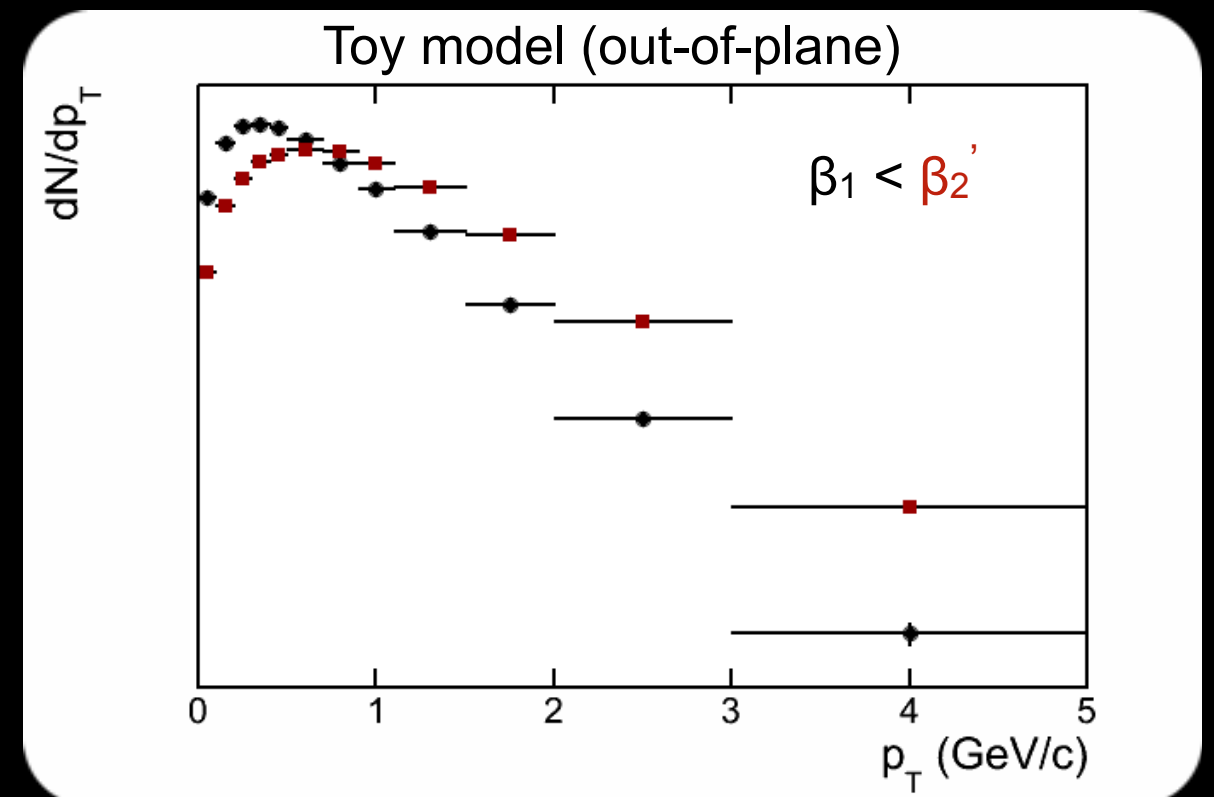 Toy model (out-of-plane)
dN/dp_T
β₁ < β₂’
0 1 2 3 4 5
p_T (GeV/c)